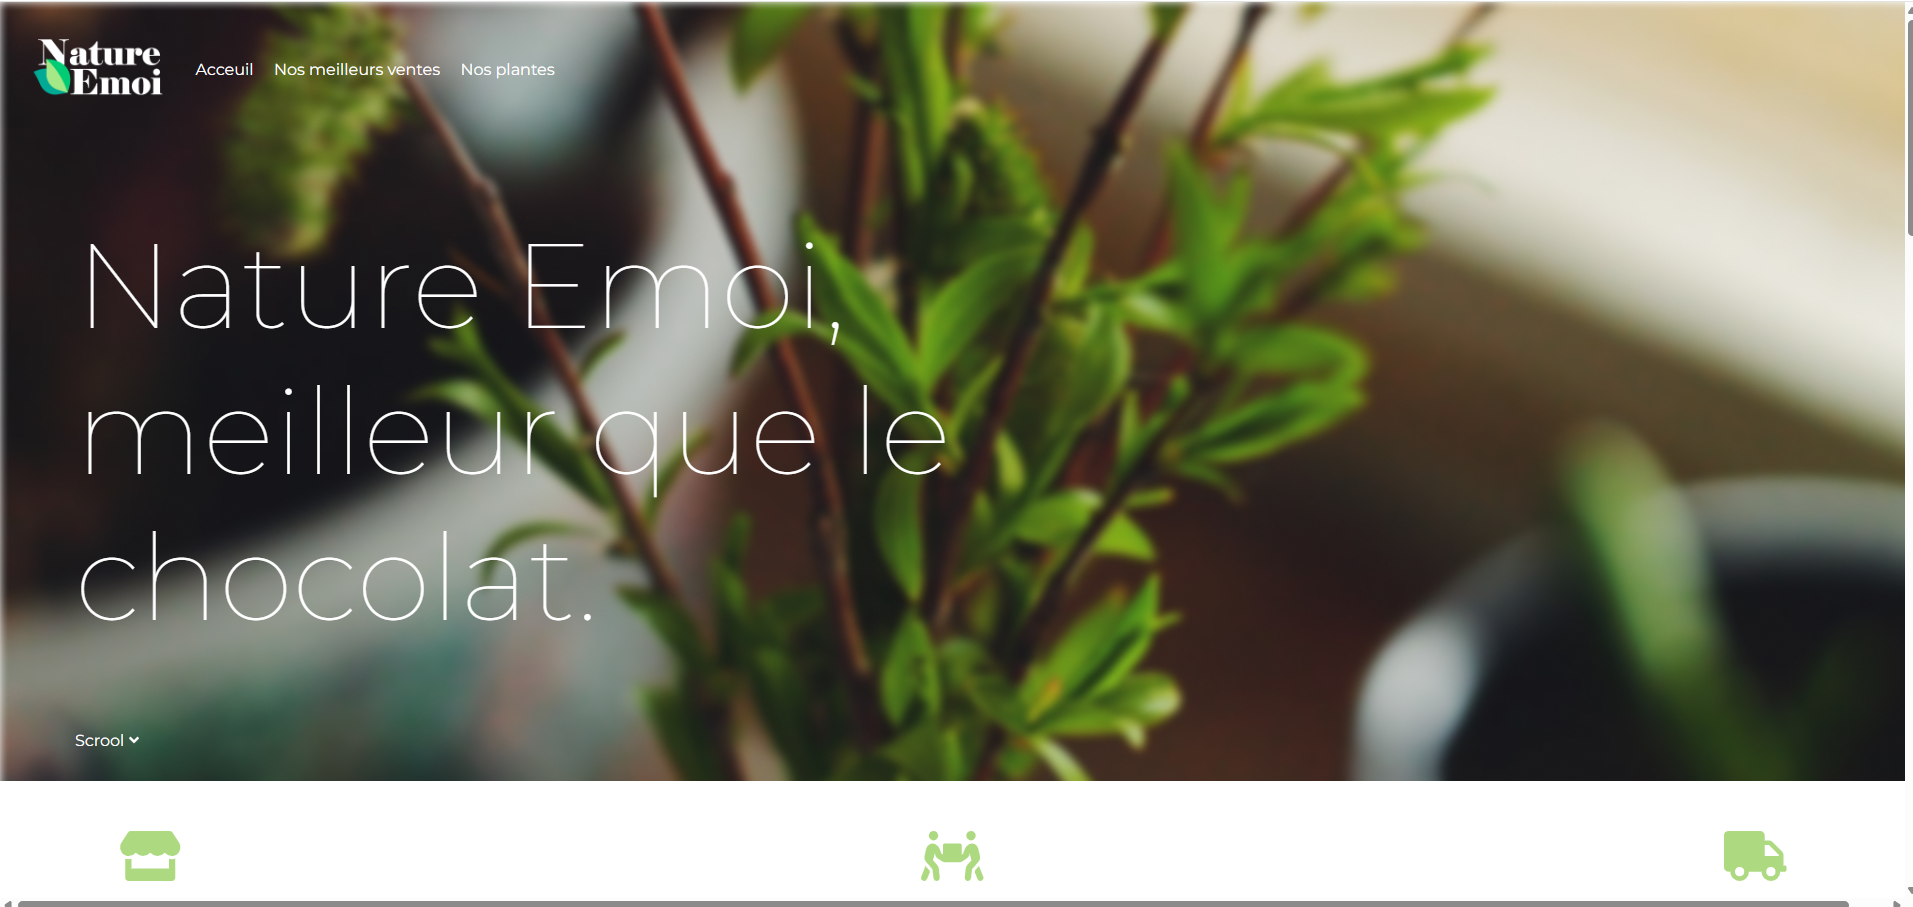 Nature
Emoi
Acceuil Nos meilleurs ventes Nos plantes
Nature Emoi,
meilleur que le
chocolat.
Scrool